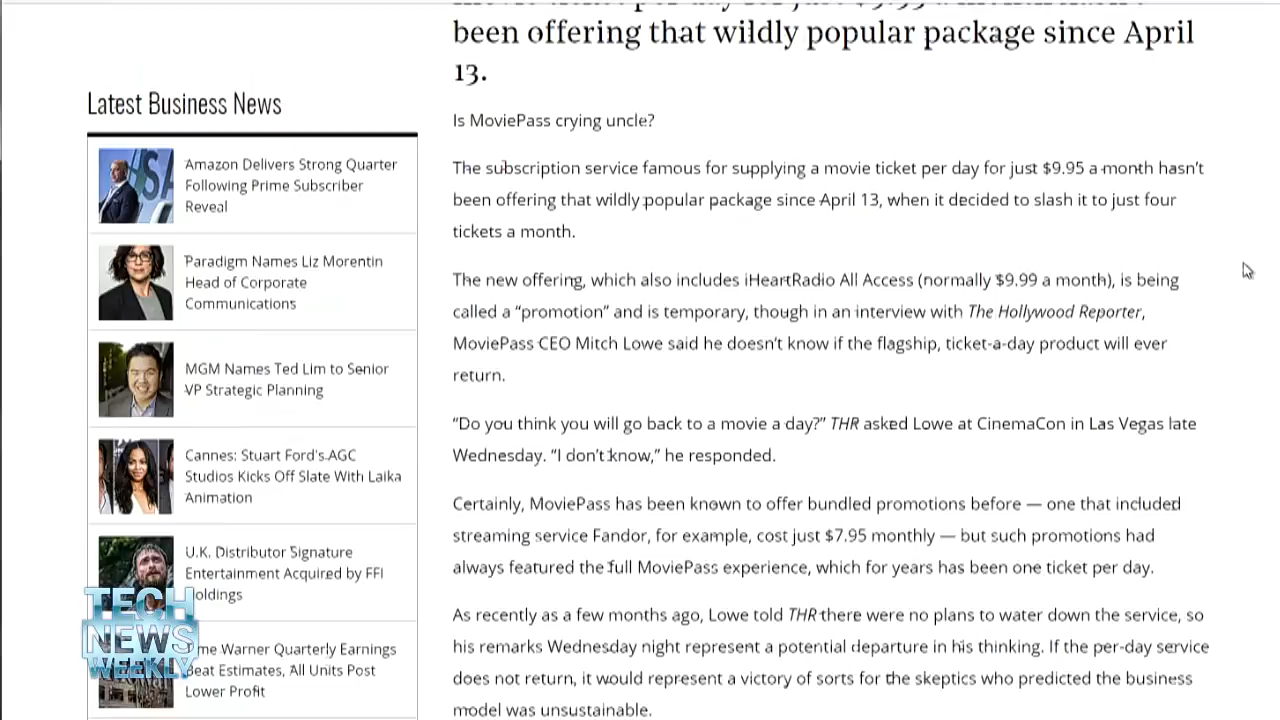 been offering that wildly popular package since April
13.
Latest Business News
Amazon Delivers Strong Quarter
Following Prime Subscriber
Reveal
Paradigm Names Liz Morentin
Head of Corporate
Communications
MGM Names Ted Lim to Senior
VP Strategic Planning
Cannes: Stuart Ford's AGC
Studios Kicks Off Slate With Laika
Animation
U.K. Distributor Signature
Entertainment Acquired by FFI
Warner Quarterly Earnings
Beat Estimates, All Units Post
Lower Profit
Is MoviePass crying uncle?
The subscription service famous for supplying a movie ticket per day for just $9.95 a month hasn't
been offering that wildly popular package since April 13, when it decided to slash it to just four
tickets a month.
The new offering, which also includes iHeartRadio All Access (normally $9.99 a month), is being
called a “promotion” and is temporary, though in an interview with The Hollywood Reporter,
MoviePass CEO Mitch Lowe said he doesn't know if the flagship, ticket-a-day product will ever
return.
“Do you think you will go back to a movie a day?” THR asked Lowe at CinemaCon in Las Vegas late
Wednesday. “I don't know,” he responded.
Certainly, MoviePass has been known to offer bundled promotions before — one that included
streaming service Fandor, for example, cost just $7.95 monthly — but such promotions had
always featured the full MoviePass experience, which for years has been one ticket per day.
As recently as a few months ago, Lowe told THR there were no plans to water down the service, so
his remarks Wednesday night represent a potential departure in his thinking. If the per-day service
does not return, it would represent a victory of sorts for the skeptics who predicted the business
model was unsustainable.
TECH
NEWS
WEEKLY